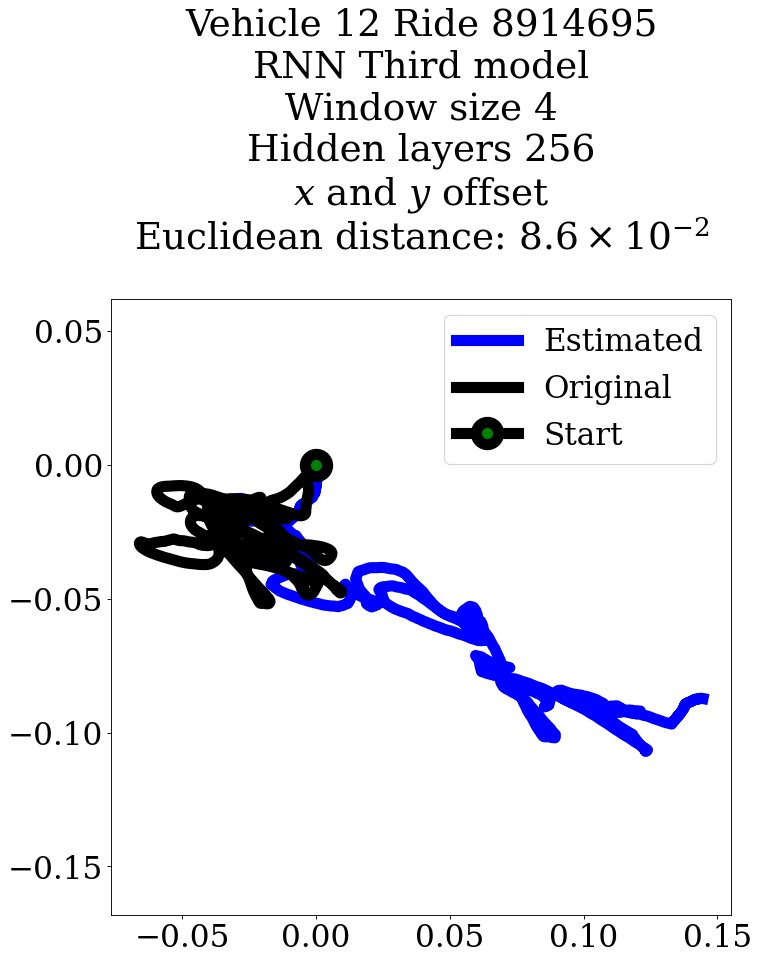 Vehicle 12 Ride 8914695
RNN Third model
Window size 4
Hidden layers 256
x and y offset
Euclidean distance: 8.6 × 10⁻²
Estimated
Original
Start
0.05
0.00
−0.05
−0.10
−0.15
−0.05 0.00 0.05 0.10 0.15